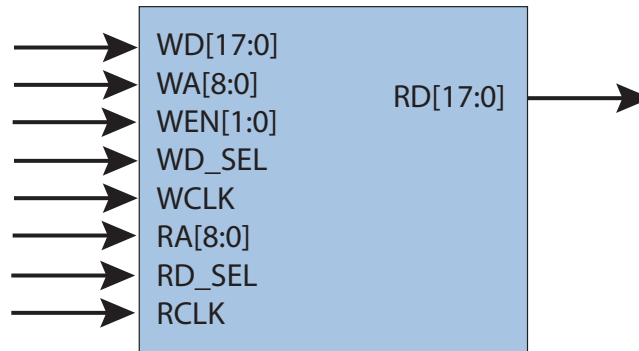 WD[17:0]
WA[8:0]
WEN[1:0]
WD_SEL
WCLK
RA[8:0]
RD_SEL
RCLK
RD[17:0]